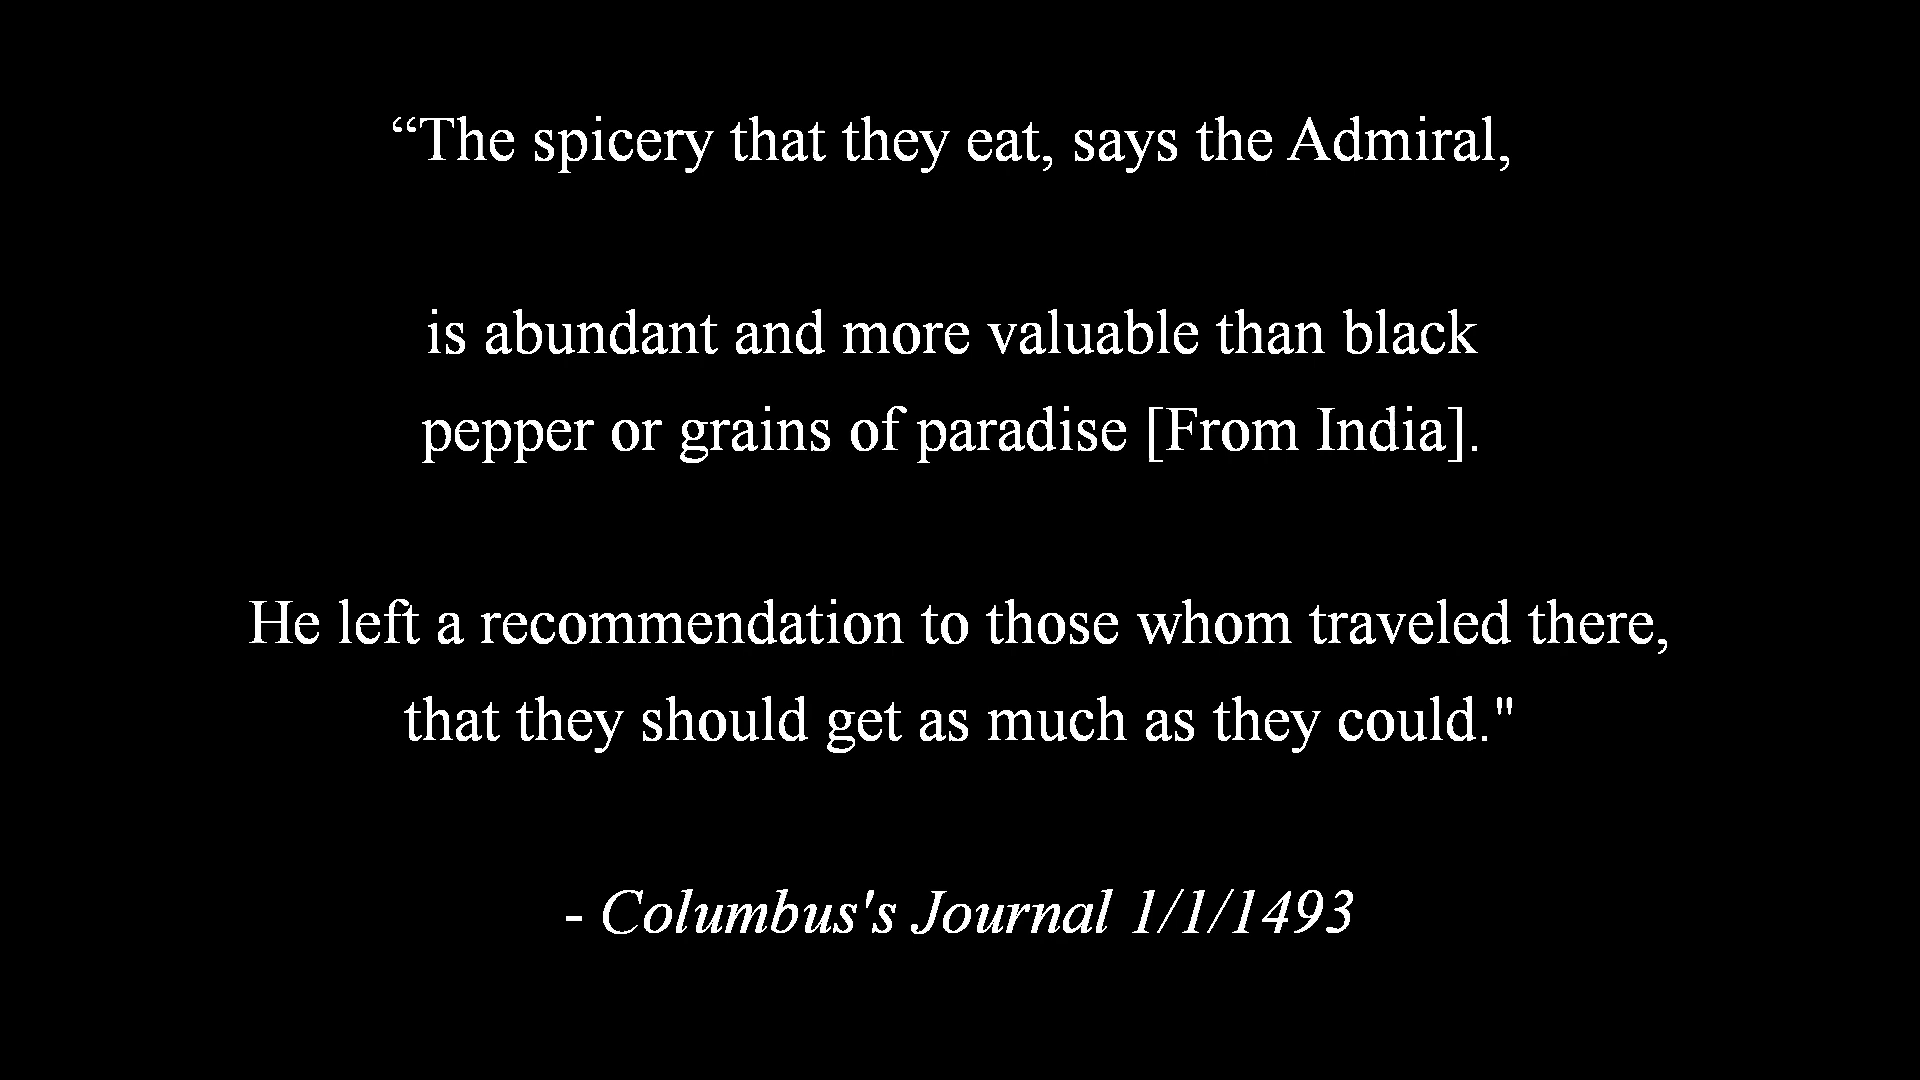 “The spicery that they eat, says the Admiral,
is abundant and more valuable than black
pepper or grains of paradise [From India].
He left a recommendation to those whom traveled there,
that they should get as much as they could."
- Columbus's Journal 1/1/1493